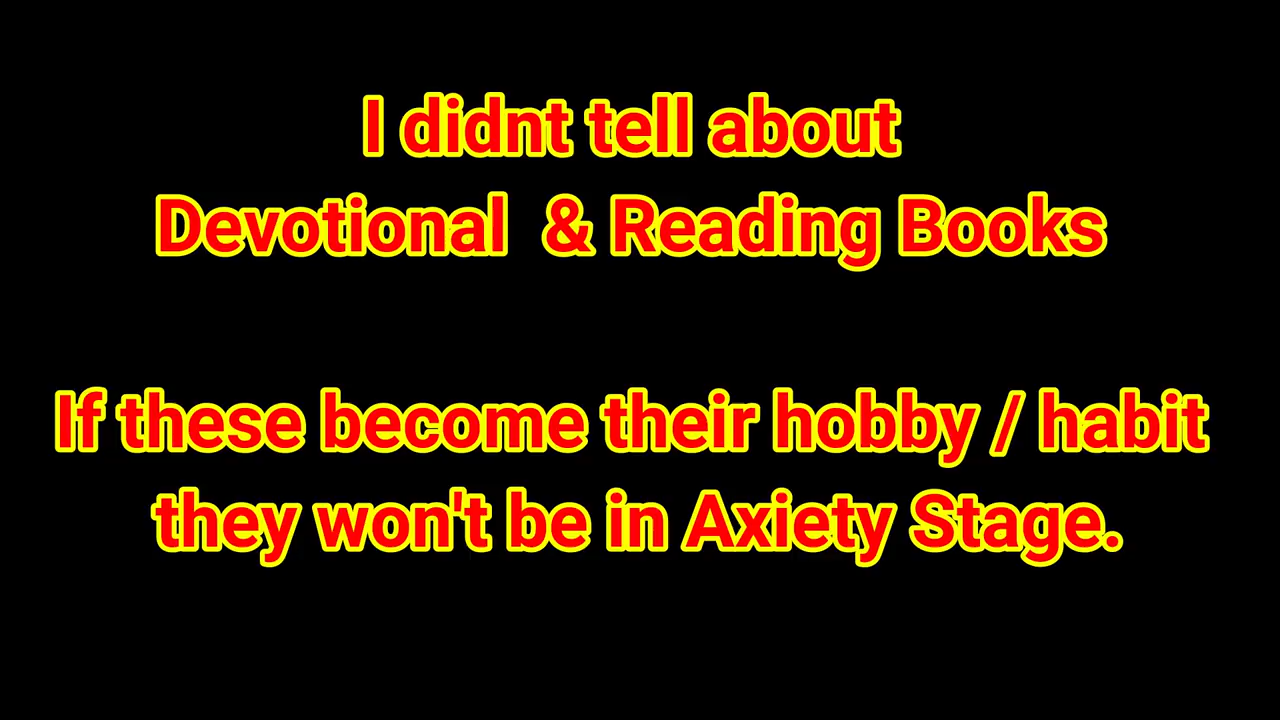 I didnt tell about
Devotional & Reading Books
If these become their hobby / habit
they won't be in Axiety Stage.